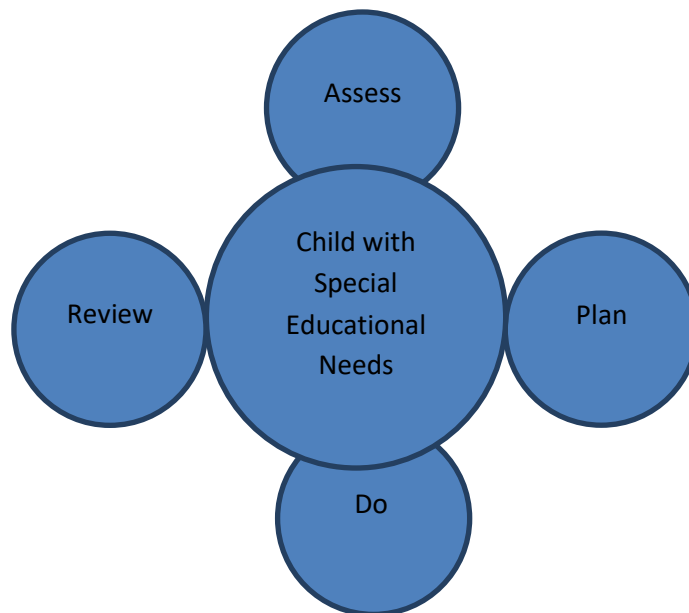 Assess
Child with
Special
Educational
Needs
Review
Plan
Do